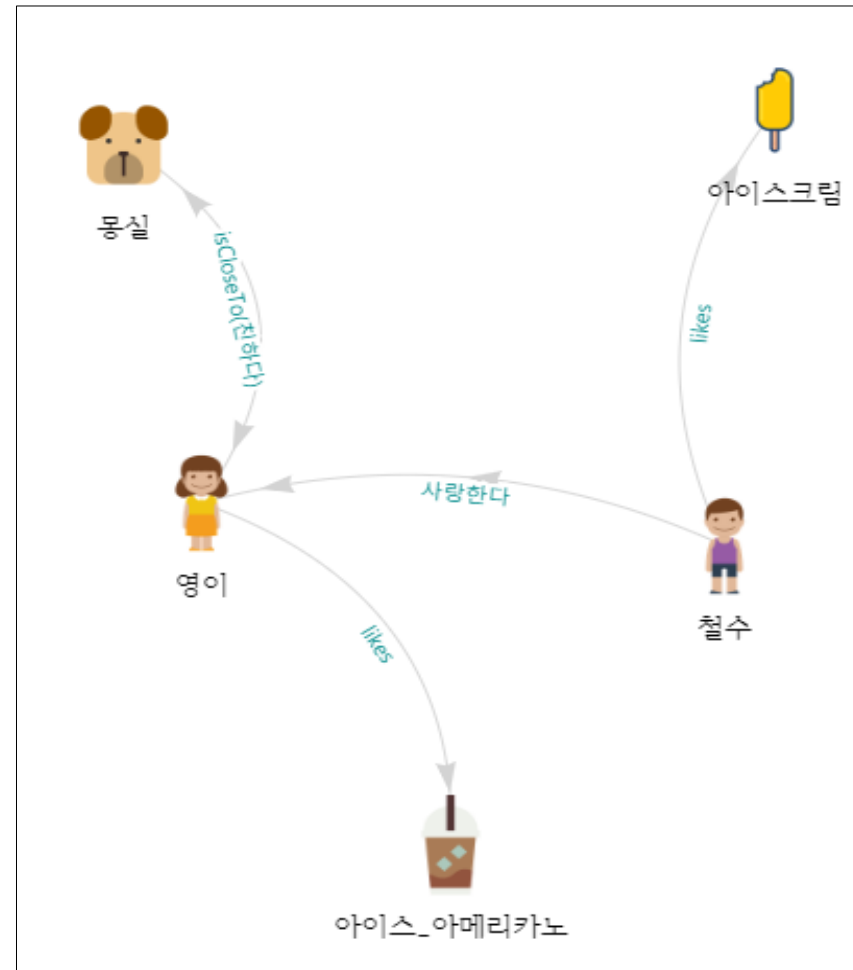 아이스크림
몽실
isCloseTo(친하다)
likes
사랑한다
영이
철수
likes
아이스_아메리카노